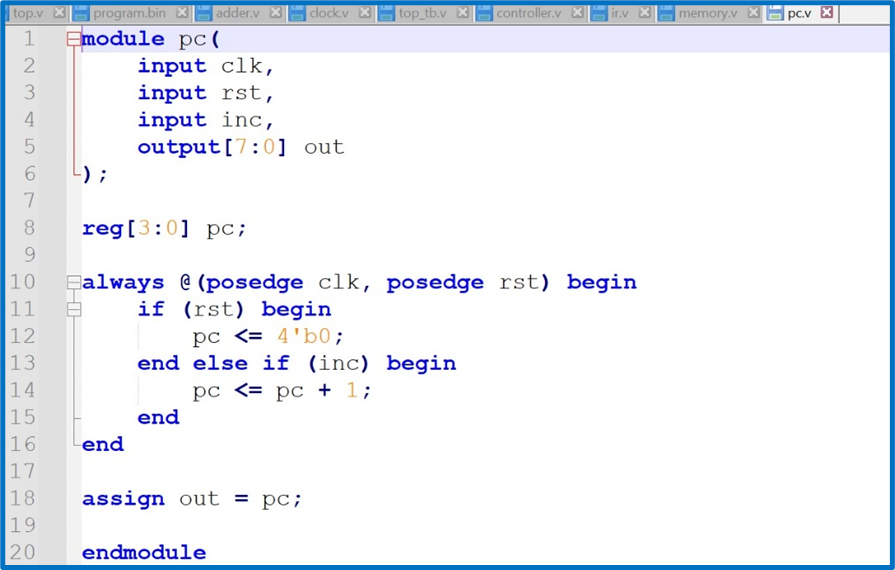 top.v program.bin adder.v clock.v top_tb.v controller.v ir.v memory.v pc.v
1 module pc(
2     input clk,
3     input rst,
4     input inc,
5     output[7:0] out
6 );
7
8 reg[3:0] pc;
9
10 always @(posedge clk, posedge rst) begin
11     if (rst) begin
12         pc <= 4'b0;
13     end else if (inc) begin
14         pc <= pc + 1;
15     end
16 end
17
18 assign out = pc;
19
20 endmodule